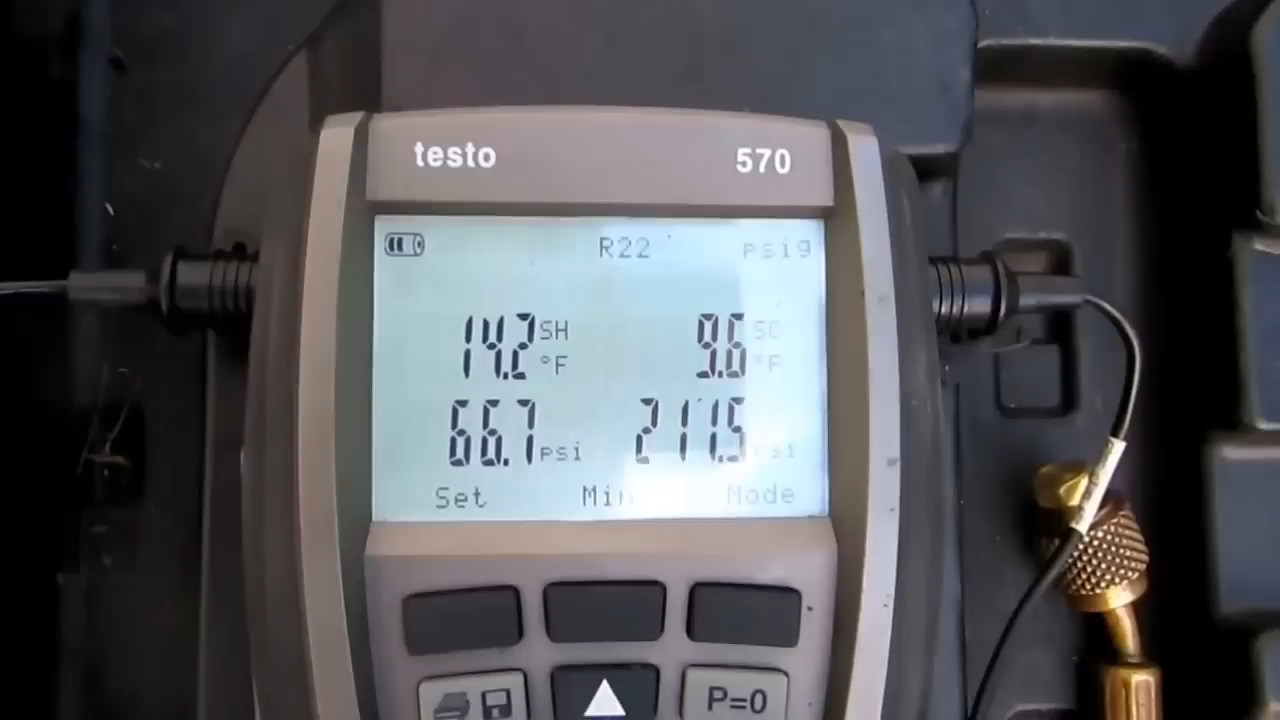 testo 570
R22 psig
14.2 SH 9.6 SC
°F °F
66.7 psi 211.5 psi
Set Min Mode
P=0